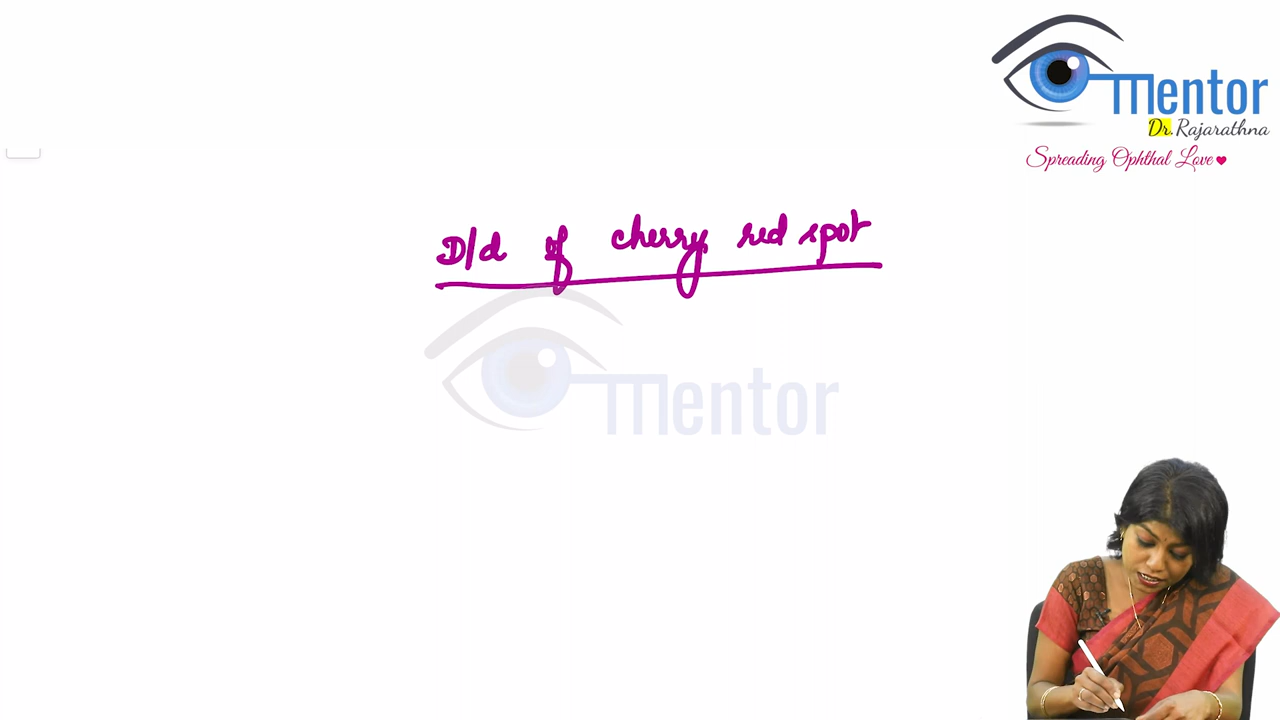 mentor
Dr. Rajarathna
Spreading Ophthal Love
D/d of cherry red spot
mentor